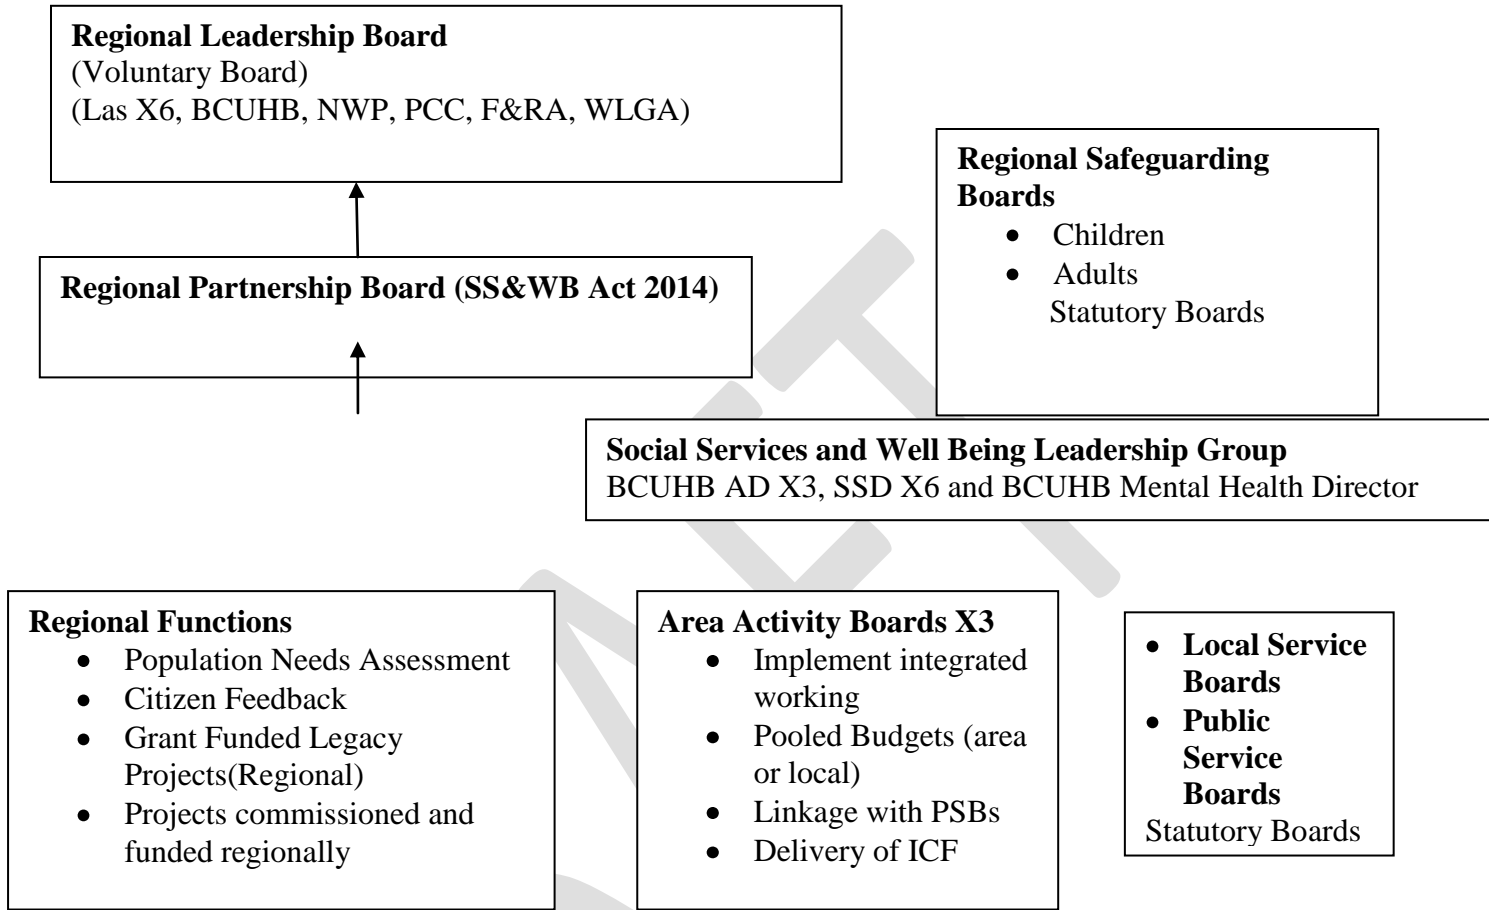 Regional Leadership Board
(Voluntary Board)
(Las X6, BCUHB, NWP, PCC, F&RA, WLGA)
Regional Safeguarding
Boards
• Children
• Adults
Statutory Boards
Regional Partnership Board (SS&WB Act 2014)
Social Services and Well Being Leadership Group
BCUHB AD X3, SSD X6 and BCUHB Mental Health Director
Regional Functions
• Population Needs Assessment
• Citizen Feedback
• Grant Funded Legacy
Projects(Regional)
• Projects commissioned and
funded regionally
Area Activity Boards X3
• Implement integrated
working
• Pooled Budgets (area
or local)
• Linkage with PSBs
• Delivery of ICF
• Local Service
Boards
• Public
Service
Boards
Statutory Boards